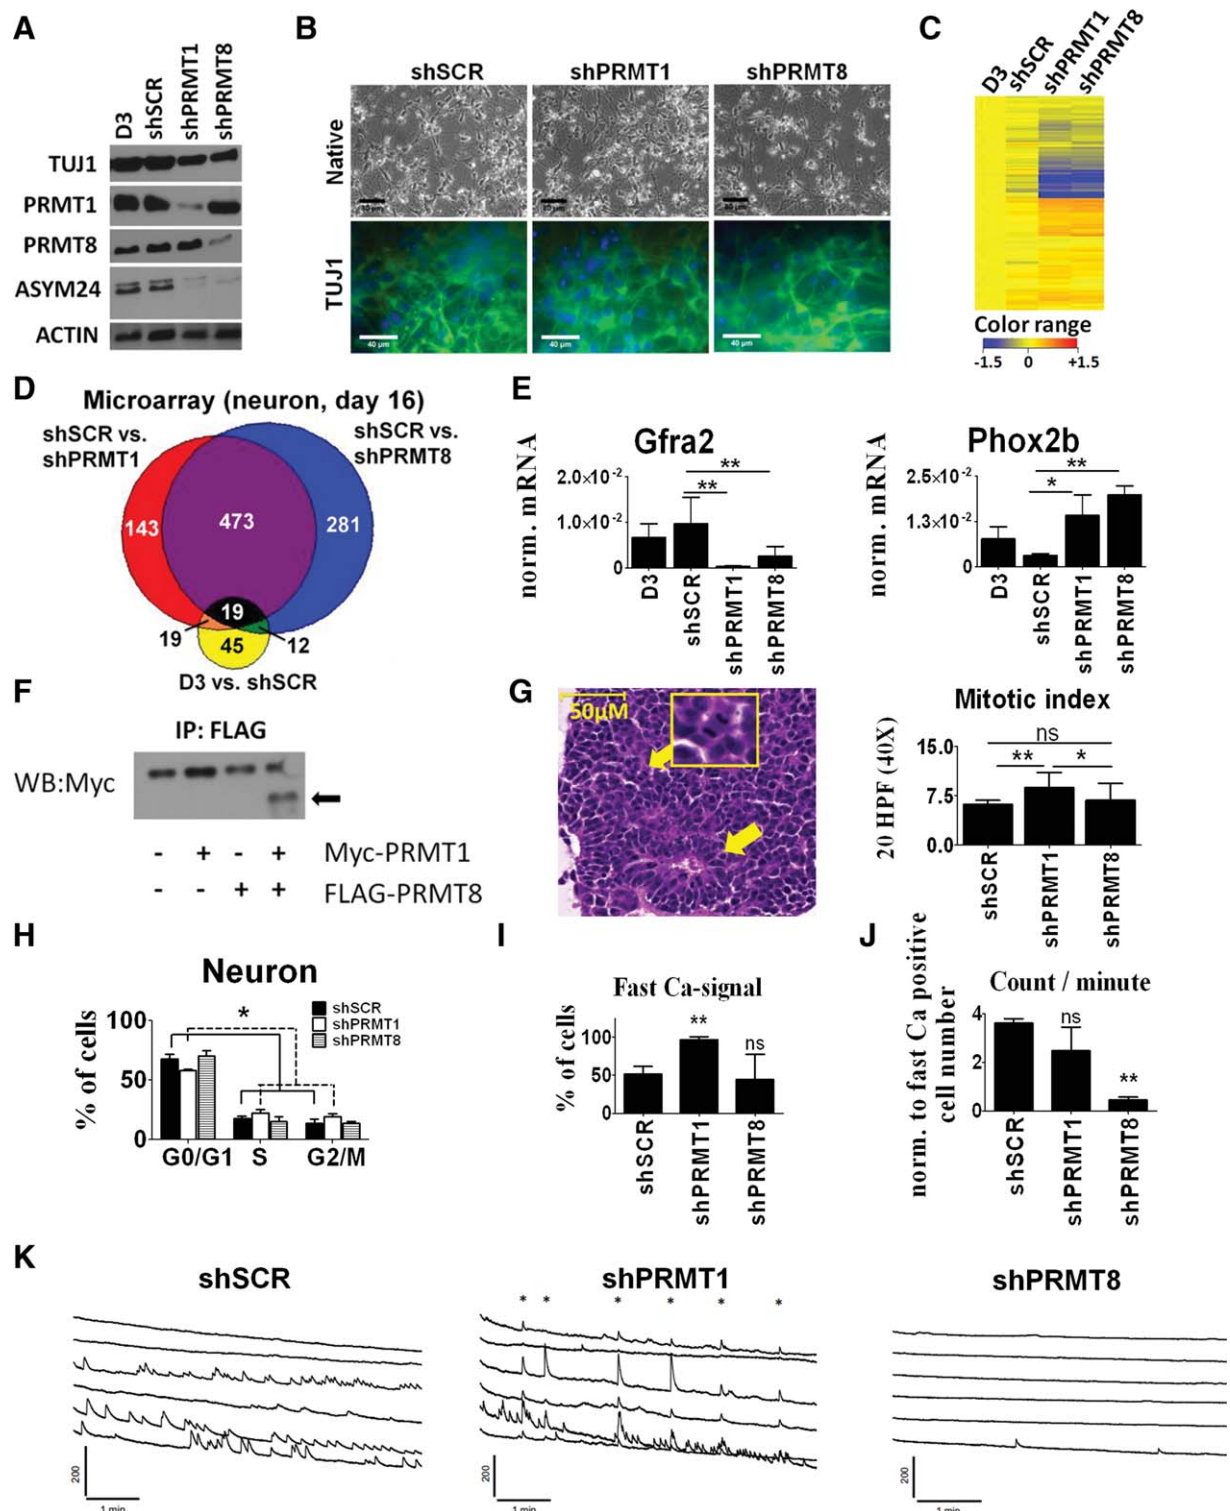 A
D3
shSCR
shPRMT1
shPRMT8
TUJ1
PRMT1
PRMT8
ASYM24
ACTIN
B
shSCR
shPRMT1
shPRMT8
Native
TUJ1
40 μm
40 μm
40 μm
C
D3
shSCR
shPRMT1
shPRMT8
Color range
-1.5
0
+1.5
D
Microarray (neuron, day 16)
shSCR vs.
shPRMT1
shSCR vs.
shPRMT8
143
473
281
19
19
45
12
D3 vs. shSCR
E
Gfra2
norm. mRNA
2.0×10⁻²
1.0×10⁻²
0
**
**
D3
shSCR
shPRMT1
shPRMT8
Phox2b
norm. mRNA
2.5×10⁻²
1.3×10⁻²
0
**
*
D3
shSCR
shPRMT1
shPRMT8
F
IP: FLAG
WB:Myc
- + - + Myc-PRMT1
- - + + FLAG-PRMT8
G
50μM
Mitotic index
20 HPF (40X)
15.0
7.5
0.0
ns
**
*
shSCR
shPRMT1
shPRMT8
H
Neuron
% of cells
100
50
0
*
shSCR
shPRMT1
shPRMT8
G0/G1 S G2/M
I
Fast Ca-signal
% of cells
100
50
0
**
ns
shSCR
shPRMT1
shPRMT8
J
Count / minute
norm. to fast Ca positive
cell number
4
2
0
ns
**
shSCR
shPRMT1
shPRMT8
K
shSCR
shPRMT1
shPRMT8
* * * * * *
200
1 min
200
1 min
200
1 min